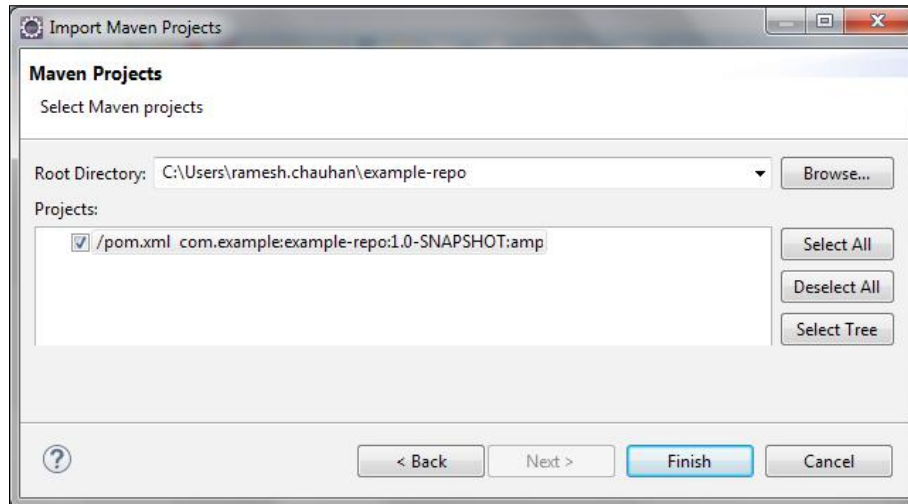 Import Maven Projects
Maven Projects
Select Maven projects
Root Directory: C:\Users\ramesh.chauhan\example-repo Browse...
Projects:
/pom.xml com.example:example-repo:1.0-SNAPSHOT:amp
Select All
Deselect All
Select Tree
? < Back Next > Finish Cancel